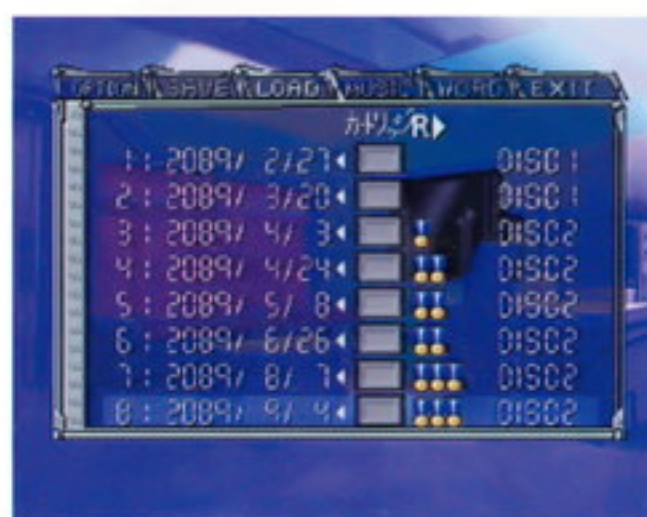 OPTION SAVE LOAD MUSIC WORD EXIT
カートリッジR▶
1: 2089/ 2/27◀ DISC1
2: 2089/ 3/20◀ DISC1
3: 2089/ 4/ 3◀ DISC2
4: 2089/ 4/24◀ DISC2
5: 2089/ 5/ 8◀ DISC2
6: 2089/ 6/26◀ DISC2
7: 2089/ 8/ 7◀ DISC2
8: 2089/ 9/ 4◀ DISC2